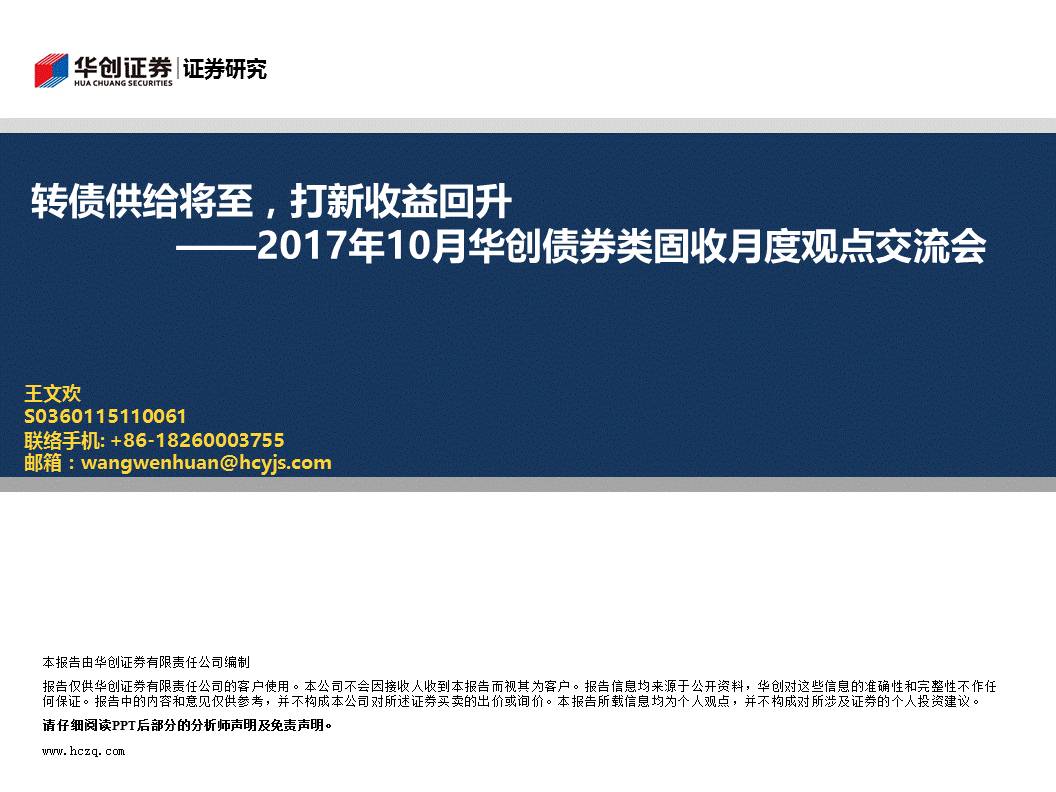 华创证券 | 证券研究
HUA CHUANG SECURITIES
转债供给将至，打新收益回升
——2017年10月华创债券类固收月度观点交流会
王文欢
S0360115110061
联络手机: +86-18260003755
邮箱：wangwenhuan@hcyjs.com
本报告由华创证券有限责任公司编制
报告仅供华创证券有限责任公司的客户使用。本公司不会因接收人收到本报告而视其为客户。报告信息均来源于公开资料，华创对这些信息的准确性和完整性不作任
何保证。报告中的内容和意见仅供参考，并不构成本公司对所述证券买卖的出价或询价。本报告所载信息均为个人观点，并不构成对所涉及证券的个人投资建议。
请仔细阅读PPT后部分的分析师声明及免责声明。
www.hczq.com